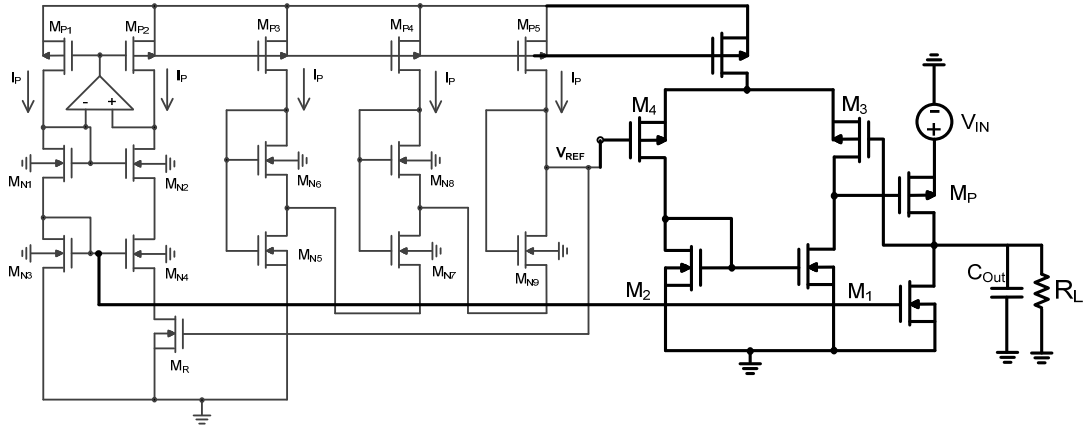 MP1
MP2
MP3
MP4
MP5
IP
IP
IP
IP
IP
- +
M4
M3
-
+
VIN
VREF
MN1
MN2
MN6
MN8
MP
MN3
MN4
MN5
MN7
MN9
M2
M1
COut
RL
MR